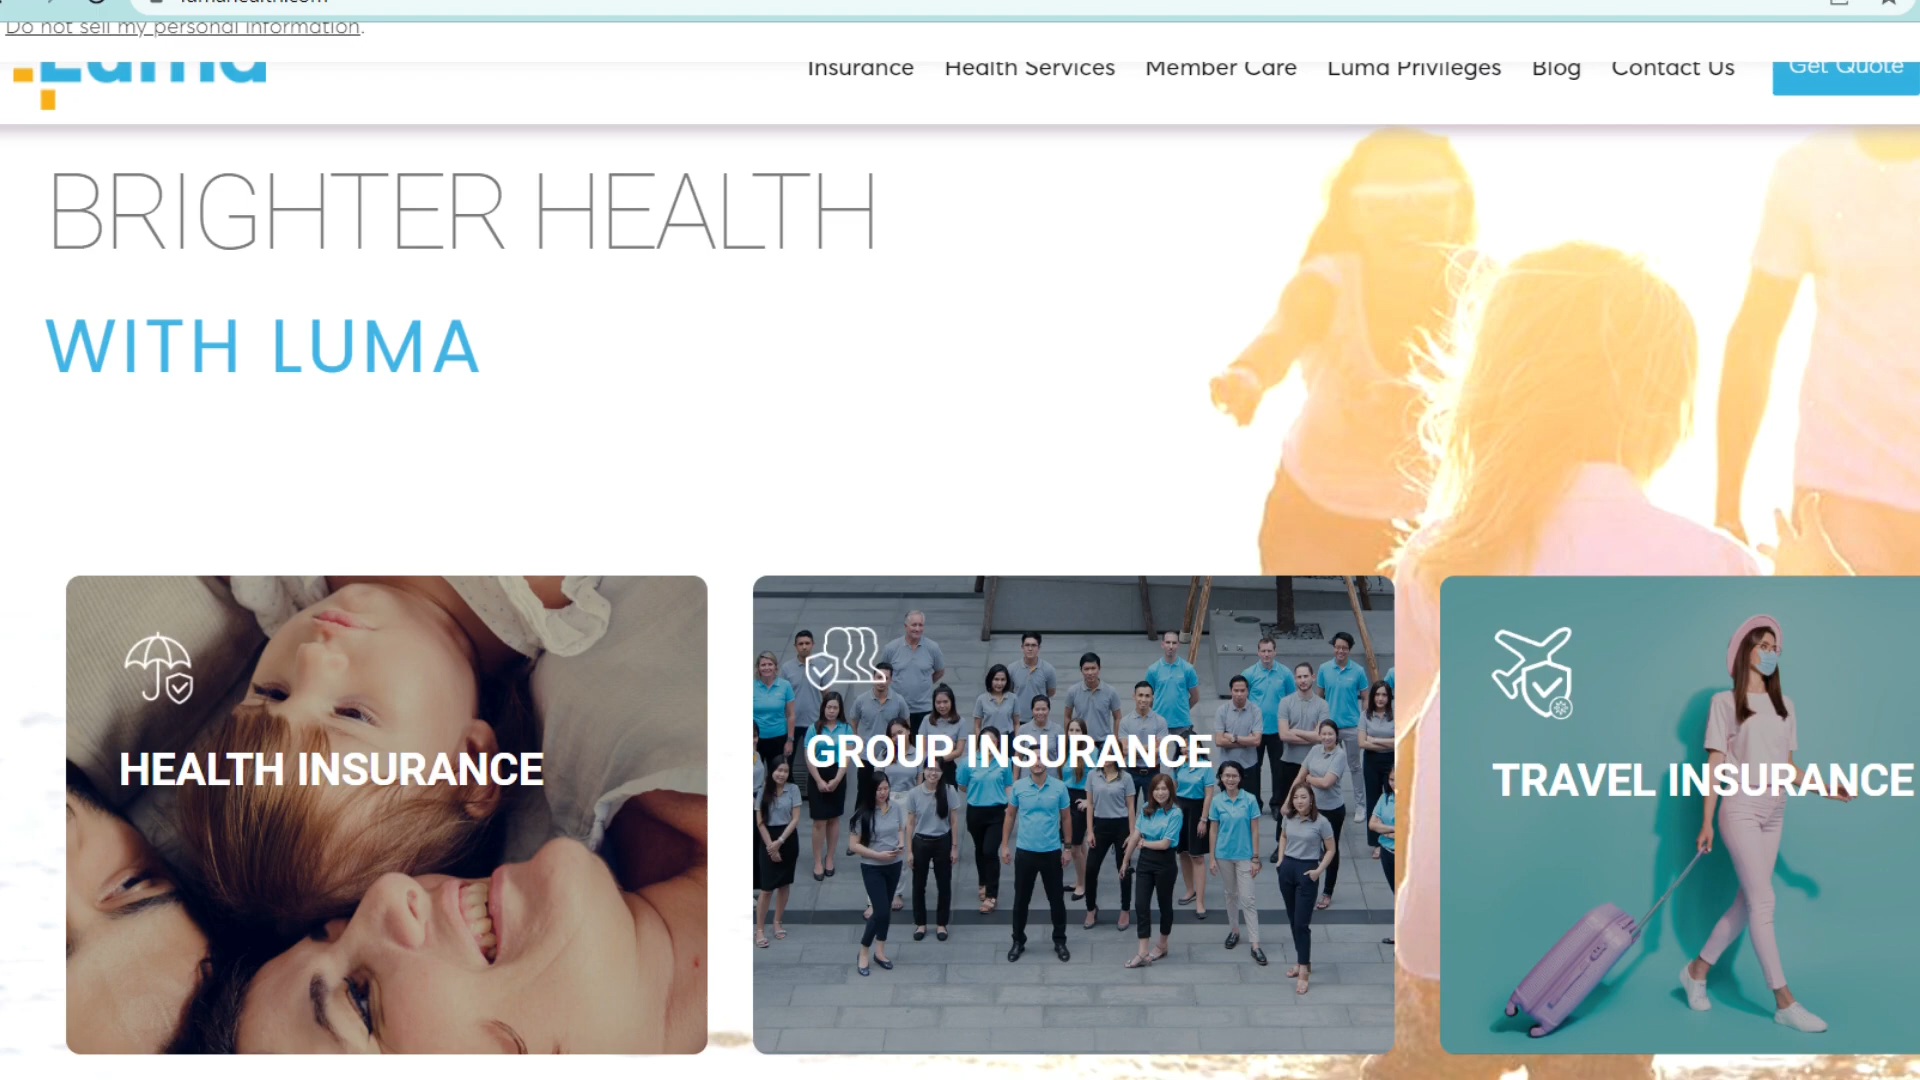 Do not sell my personal information.
Luma
Insurance Health Services Member Care Luma Privileges Blog Contact Us Get Quote
BRIGHTER HEALTH
WITH LUMA
HEALTH INSURANCE
GROUP INSURANCE
TRAVEL INSURANCE